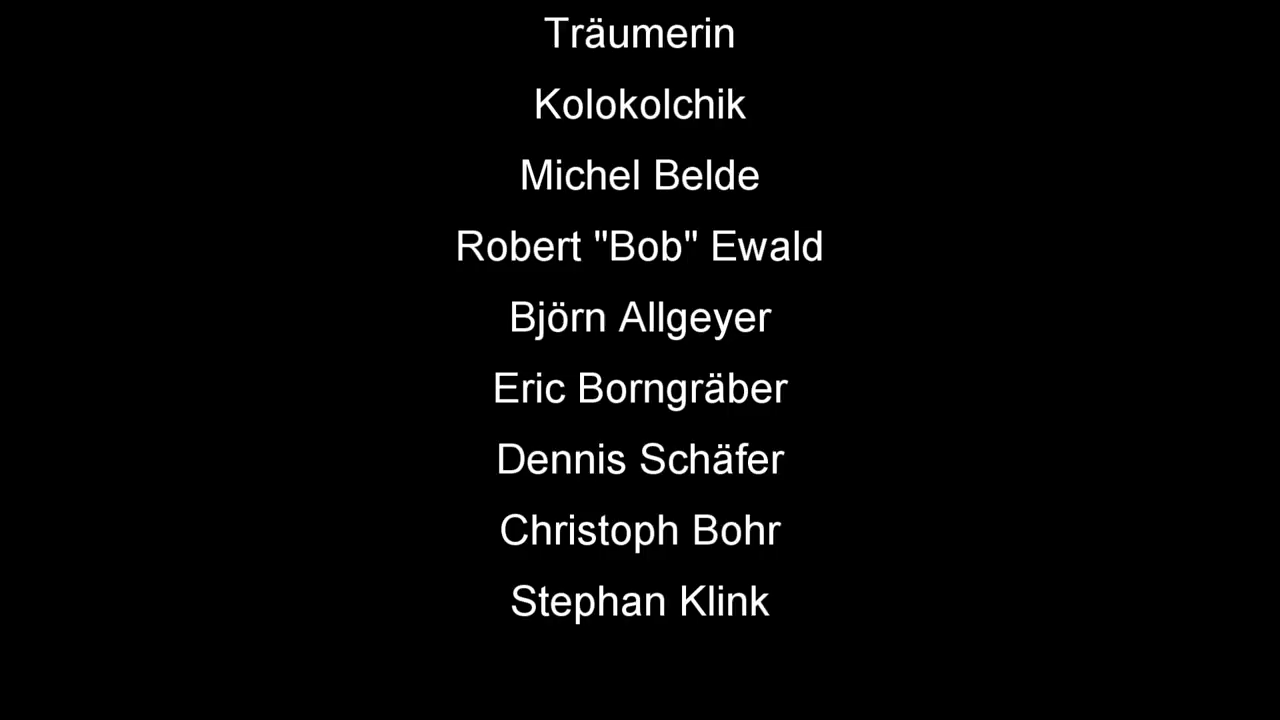 Träumerin
Kolokolchik
Michel Belde
Robert "Bob" Ewald
Björn Allgeyer
Eric Borngräber
Dennis Schäfer
Christoph Bohr
Stephan Klink